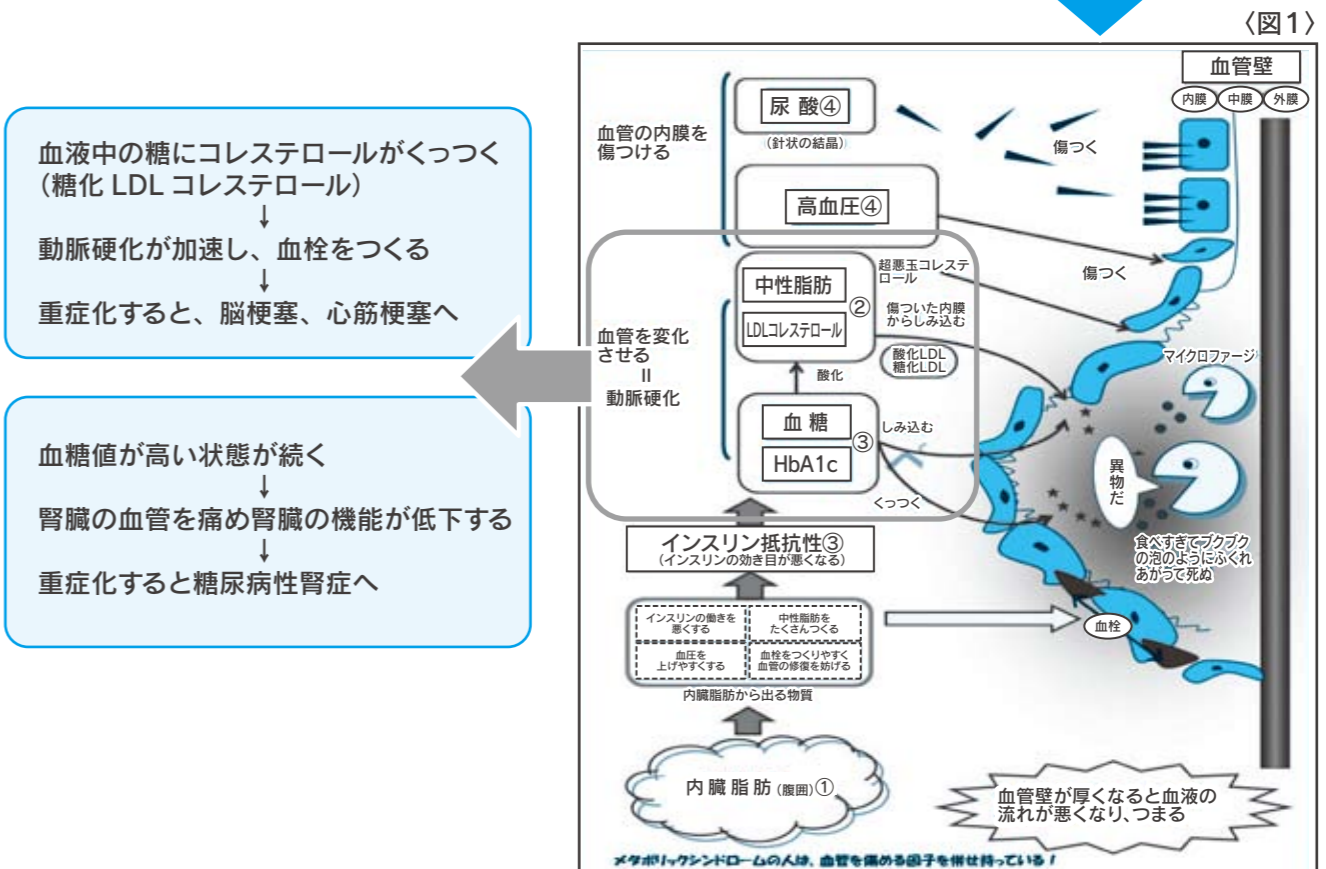 〈図1〉
血液中の糖にコレステロールがくっつく
(糖化 LDL コレステロール)
↓
動脈硬化が加速し、血栓をつくる
↓
重症化すると、脳梗塞、心筋梗塞へ
血糖値が高い状態が続く
↓
腎臓の血管を痛め腎臓の機能が低下する
↓
重症化すると糖尿病性腎症へ
血管壁
内膜
中膜
外膜
血管の内膜を
傷つける
尿 酸④
(針状の結晶)
傷つく
高血圧④
傷つく
血管を変化
させる
＝
動脈硬化
中性脂肪
LDLコレステロール
②
超悪玉コレステ
ロール
傷ついた内膜
からしみ込む
酸化LDL
糖化LDL
酸化
血 糖
HbA1c
③
しみ込む
くっつく
マイクロファージ
異物だ
食べすぎてブクブク
の泡のようにふくれ
あがって死ぬ
血栓
インスリン抵抗性③
(インスリンの効き目が悪くなる)
インスリンの働きを
悪くする
中性脂肪を
たくさんつくる
血圧を
上げやすくする
血栓をつくりやすく
血管の修復を妨げる
内臓脂肪から出る物質
内 臓 脂 肪 (腹囲)①
血管壁が厚くなると血液の
流れが悪くなり、つまる
メタボリックシンドロームの人は、血管を傷める因子を併せ持っている!